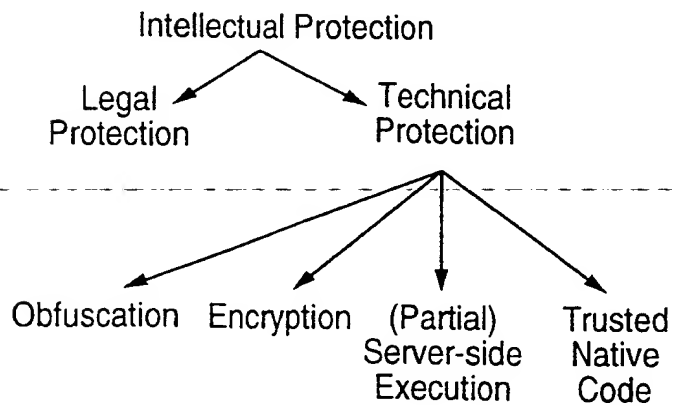 Intellectual Protection
Legal
Protection
Technical
Protection
Obfuscation
Encryption
(Partial)
Server-side
Execution
Trusted
Native
Code